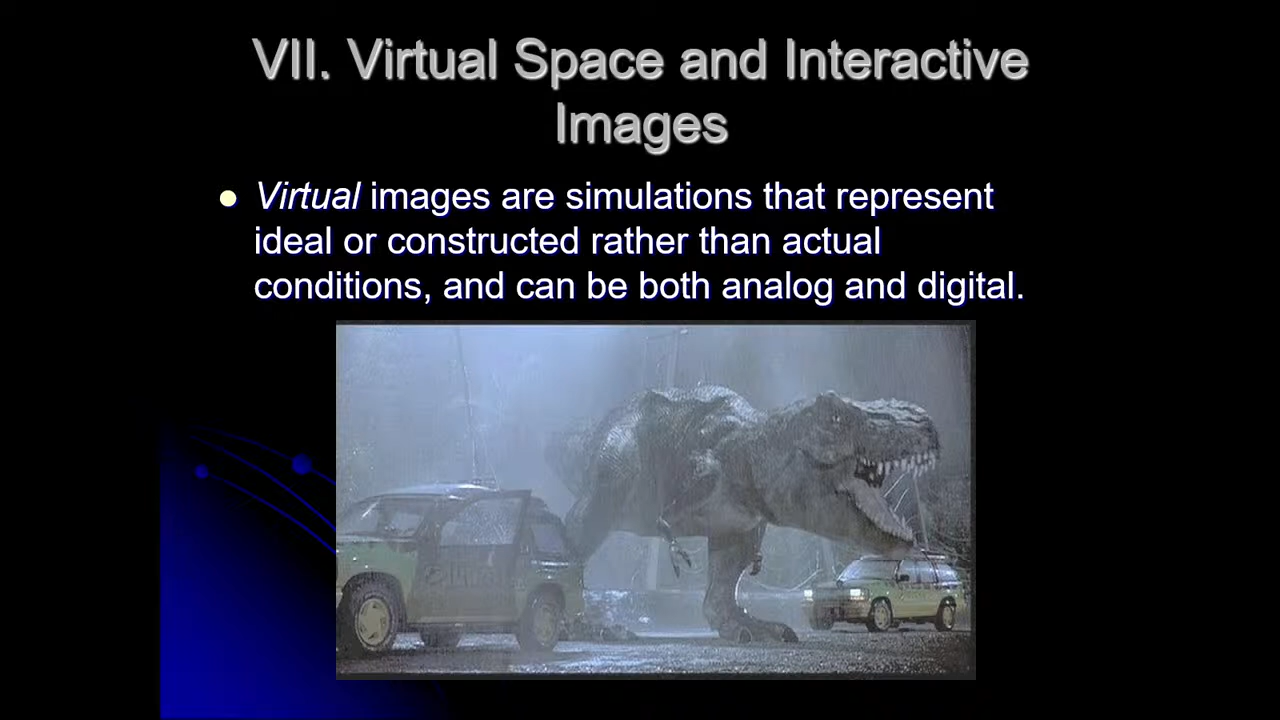 VII. Virtual Space and Interactive
Images
Virtual images are simulations that represent
ideal or constructed rather than actual
conditions, and can be both analog and digital.